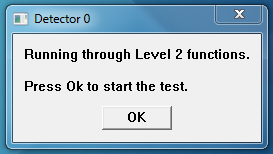 Detector 0
Running through Level 2 functions.
Press Ok to start the test.
OK